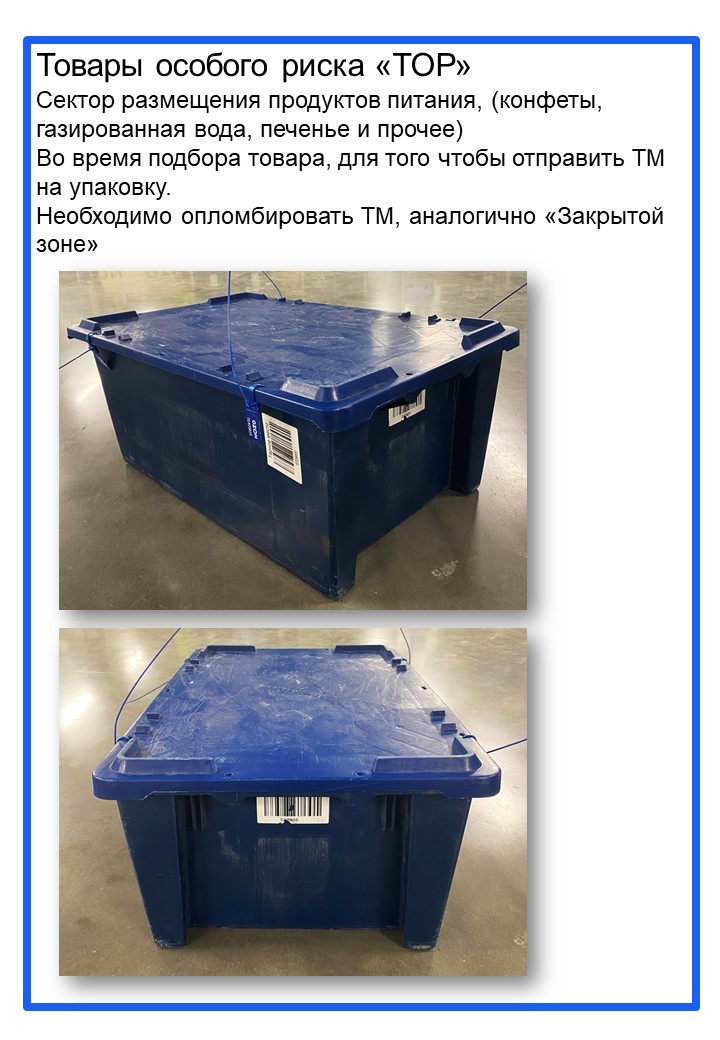 Товары особого риска «ТОР»
Сектор размещения продуктов питания, (конфеты,
газированная вода, печенье и прочее)
Во время подбора товара, для того чтобы отправить ТМ
на упаковку.
Необходимо опломбировать ТМ, аналогично «Закрытой
зоне»
OZON